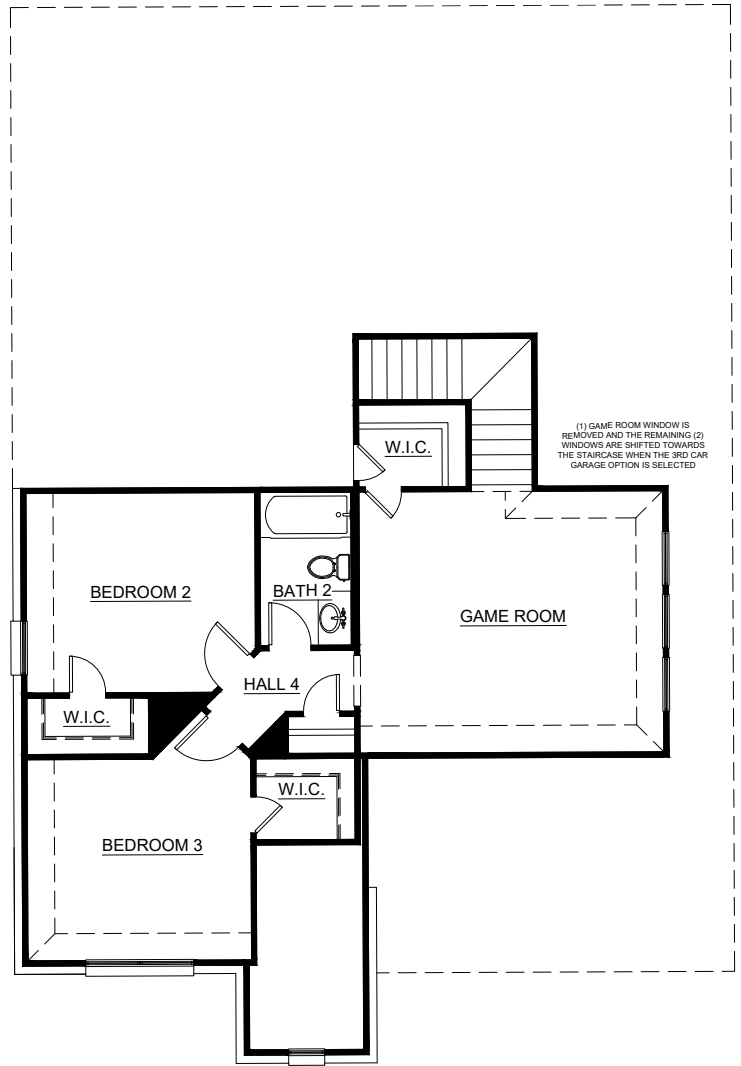 (1) GAME ROOM WINDOW IS
REMOVED AND THE REMAINING (2)
WINDOWS ARE SHIFTED TOWARDS
THE STAIRCASE WHEN THE 3RD CAR
GARAGE OPTION IS SELECTED
W.I.C.
BEDROOM 2
BATH 2
GAME ROOM
HALL 4
W.I.C.
W.I.C.
BEDROOM 3